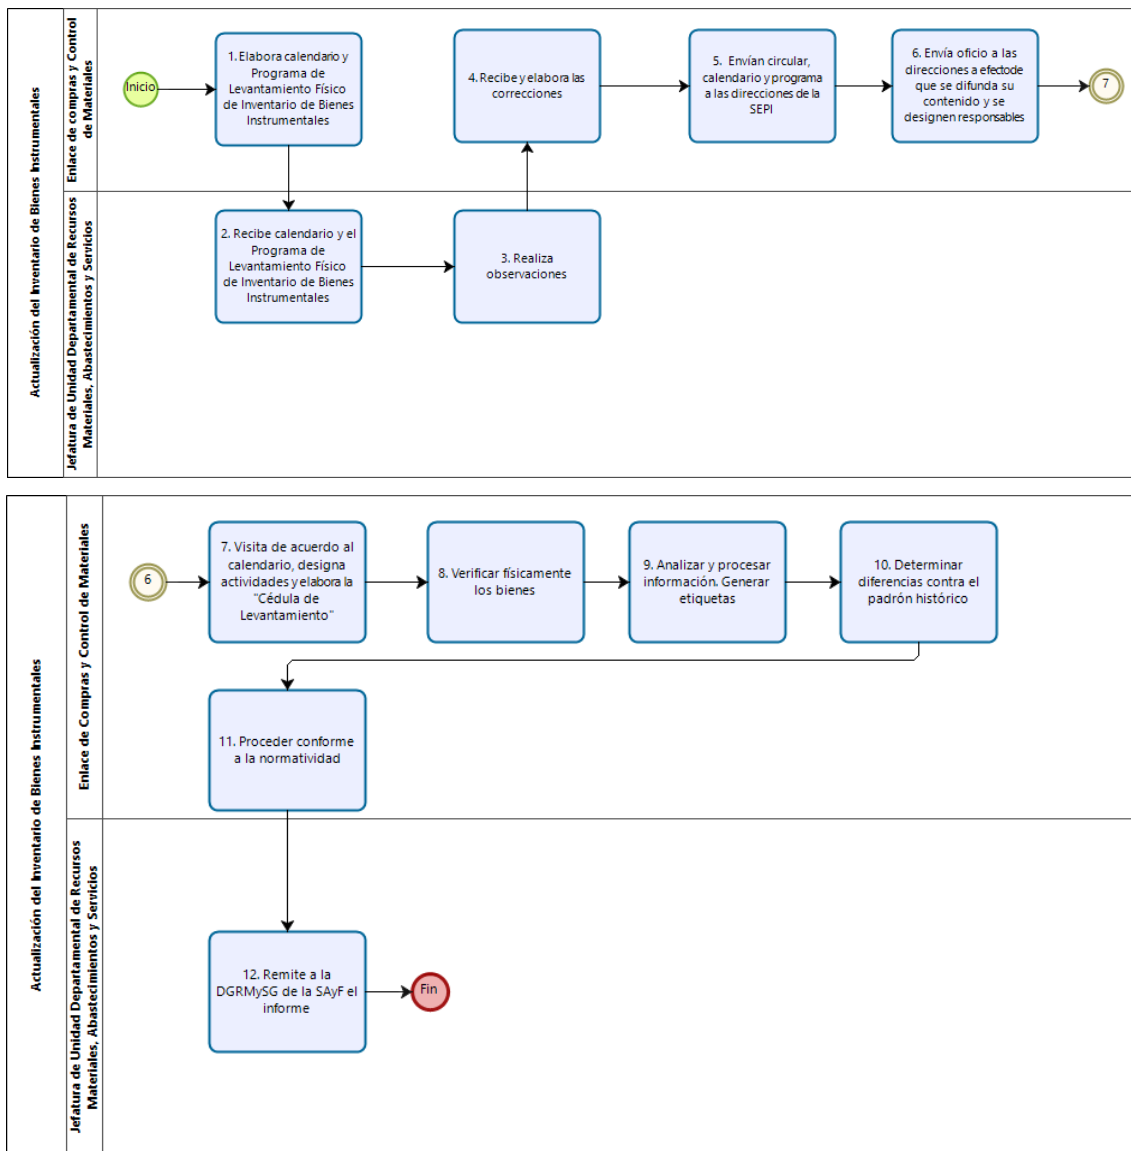 Actualización del Inventario de Bienes Instrumentales
Enlace de compras y Control
de Materiales
Inicio
1. Elabora calendario y
Programa de
Levantamiento Físico
de Inventario de Bienes
Instrumentales
4. Recibe y elabora las
correcciones
5. Envían circular,
calendario y programa
a las direcciones de la
SEPI
6. Envía oficio a las
direcciones a efectode
que se difunda su
contenido y se
designen responsables
7
Jefatura de Unidad Departamental de Recursos
Materiales, Abastecimientos y Servicios
2. Recibe calendario y el
Programa de
Levantamiento Físico
de Inventario de Bienes
Instrumentales
3. Realiza
observaciones
Actualización del Inventario de Bienes Instrumentales
Enlace de Compras y Control de Materiales
6
7. Visita de acuerdo al
calendario, designa
actividades y elabora la
"Cédula de
Levantamiento"
8. Verificar físicamente
los bienes
9. Analizar y procesar
información. Generar
etiquetas
10. Determinar
diferencias contra el
padrón histórico
11. Proceder conforme
a la normatividad
Jefatura de Unidad Departamental de Recursos
Materiales, Abastecimientos y Servicios
12. Remite a la
DGRMySG de la SAyF el
informe
Fin